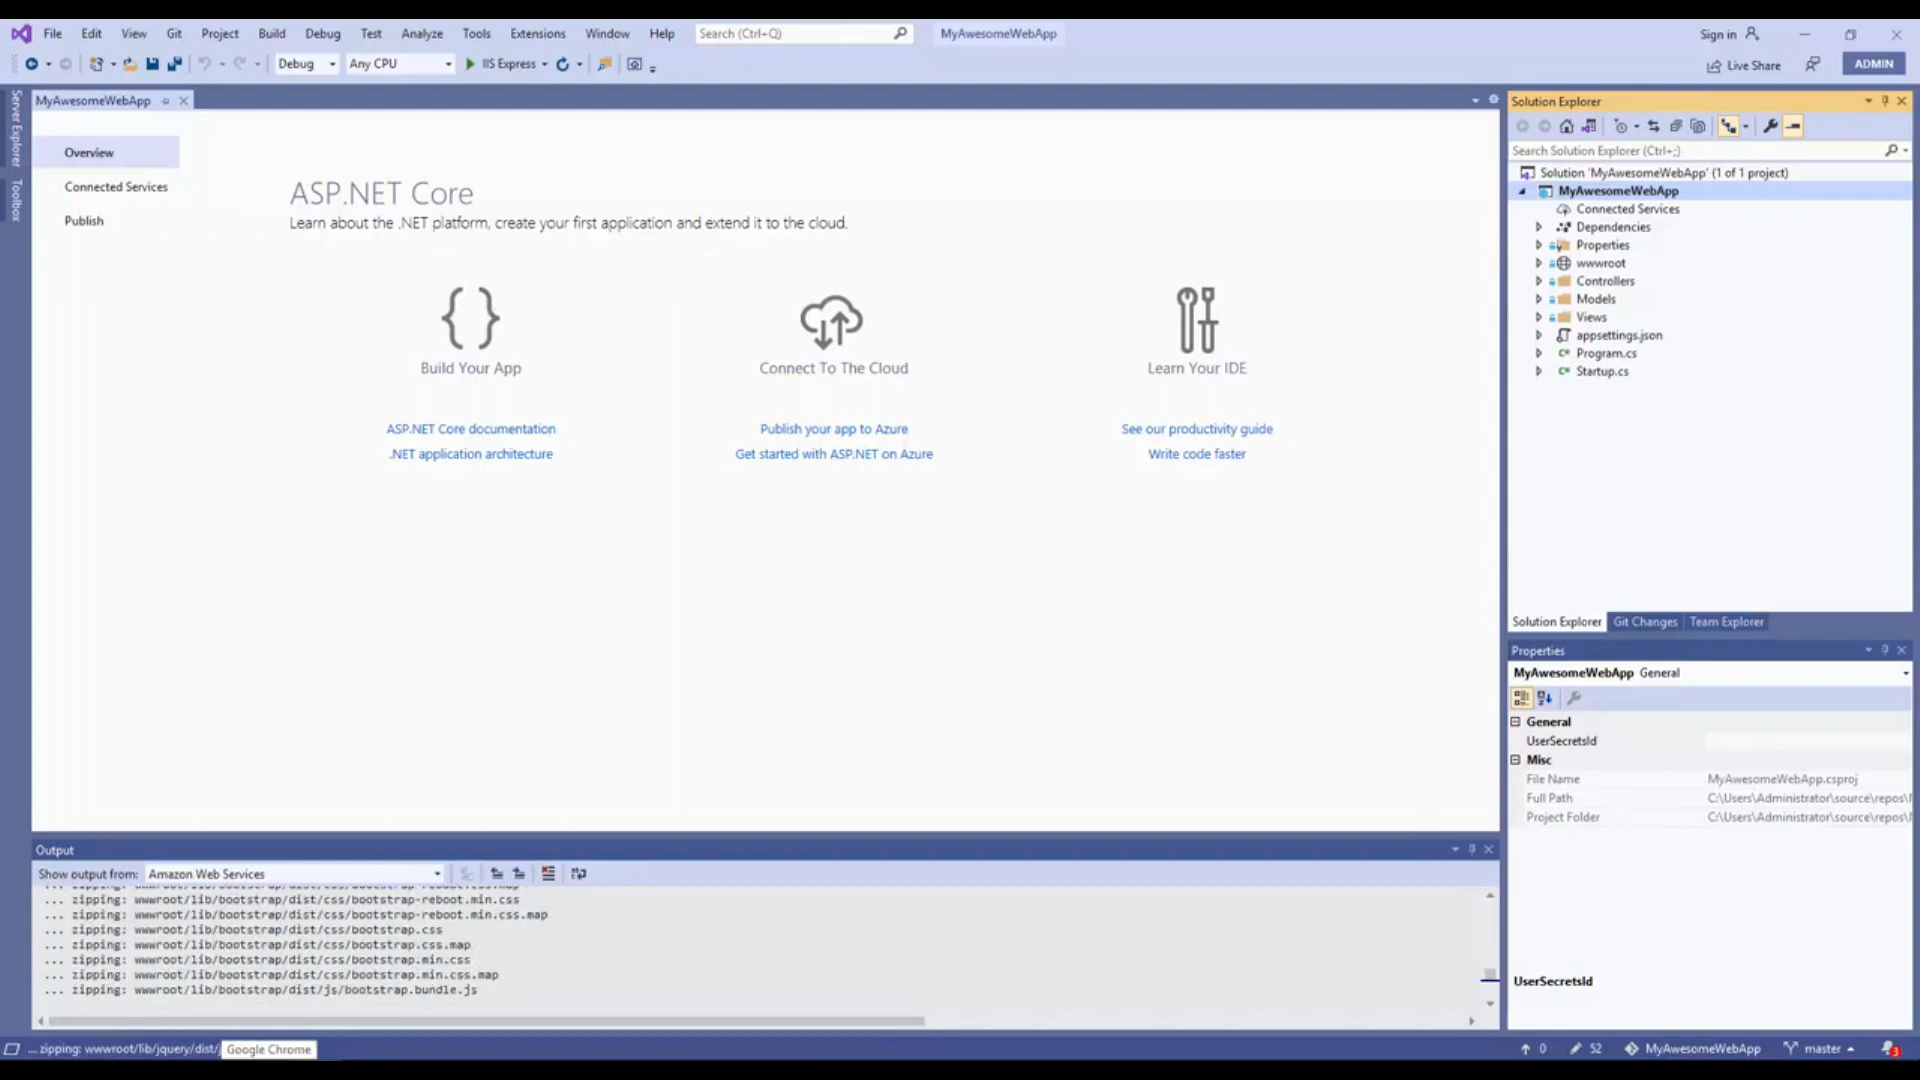 File Edit View Git Project Build Debug Test Analyze Tools Extensions Window Help Search (Ctrl+Q) MyAwesomeWebApp Sign in
Debug Any CPU IIS Express Live Share ADMIN
Server Explorer
Toolbox
MyAwesomeWebApp
Overview
Connected Services
Publish
ASP.NET Core
Learn about the .NET platform, create your first application and extend it to the cloud.
Build Your App
ASP.NET Core documentation
.NET application architecture
Connect To The Cloud
Publish your app to Azure
Get started with ASP.NET on Azure
Learn Your IDE
See our productivity guide
Write code faster
Solution Explorer
Search Solution Explorer (Ctrl+;)
Solution 'MyAwesomeWebApp' (1 of 1 project)
MyAwesomeWebApp
Connected Services
Dependencies
Properties
wwwroot
Controllers
Models
Views
appsettings.json
Program.cs
Startup.cs
Solution Explorer Git Changes Team Explorer
Properties
MyAwesomeWebApp General
General
UserSecretsId
Misc
File Name MyAwesomeWebApp.csproj
Full Path C:\Users\Administrator\source\repos\
Project Folder C:\Users\Administrator\source\repos\
UserSecretsId
Output
Show output from: Amazon Web Services
... zipping: wwwroot/lib/bootstrap/dist/css/bootstrap-reboot.css.map
... zipping: wwwroot/lib/bootstrap/dist/css/bootstrap-reboot.min.css
... zipping: wwwroot/lib/bootstrap/dist/css/bootstrap-reboot.min.css.map
... zipping: wwwroot/lib/bootstrap/dist/css/bootstrap.css
... zipping: wwwroot/lib/bootstrap/dist/css/bootstrap.css.map
... zipping: wwwroot/lib/bootstrap/dist/css/bootstrap.min.css
... zipping: wwwroot/lib/bootstrap/dist/css/bootstrap.min.css.map
... zipping: wwwroot/lib/bootstrap/dist/js/bootstrap.bundle.js
... zipping: wwwroot/lib/jquery/dist/ Google Chrome 0 52 MyAwesomeWebApp master 3